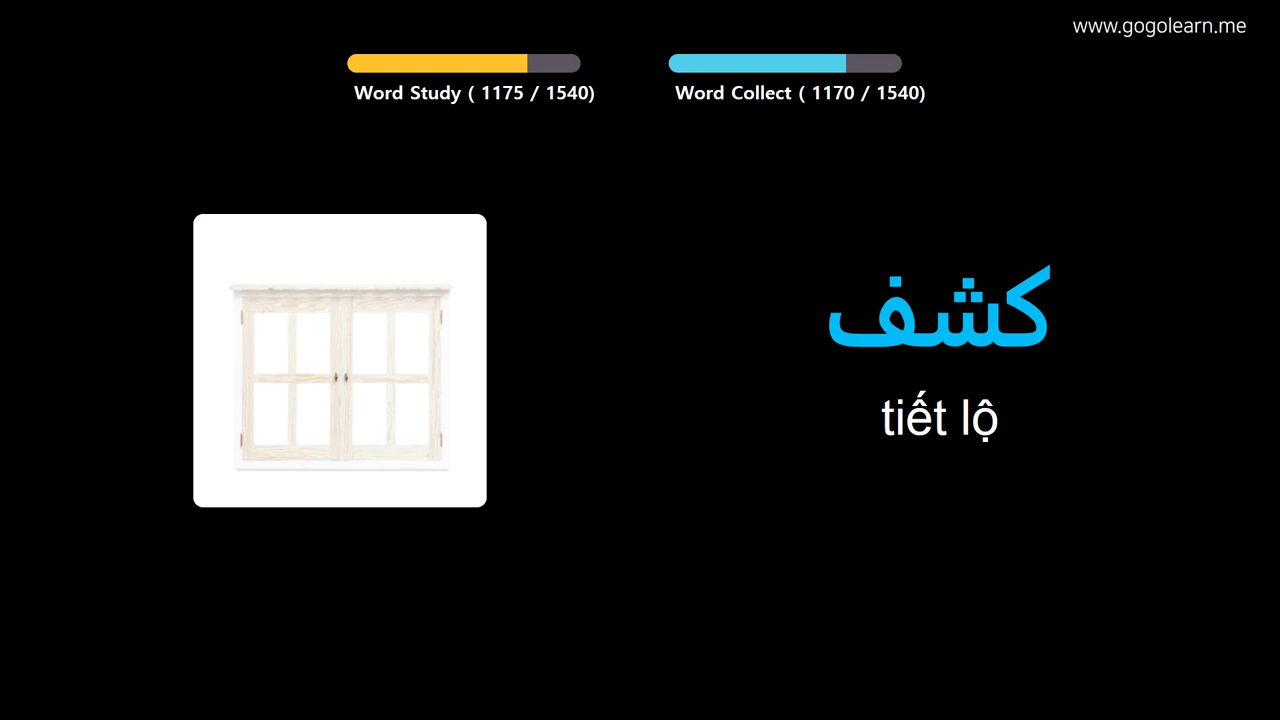 www.gogolearn.me
Word Study ( 1175 / 1540)
Word Collect ( 1170 / 1540)
كشف
tiết lộ